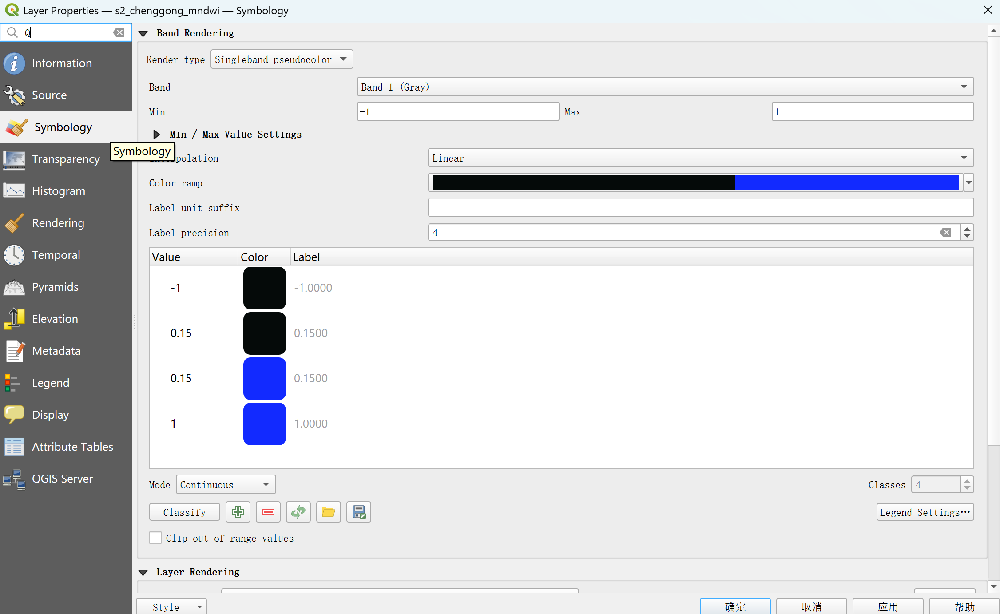 Layer Properties — s2_chenggong_mndwi — Symbology
Q
Information
Source
Symbology
Symbology
Transparency
Histogram
Rendering
Temporal
Pyramids
Elevation
Metadata
Legend
Display
Attribute Tables
QGIS Server
Band Rendering
Render type Singleband pseudocolor
Band Band 1 (Gray)
Min -1 Max 1
Min / Max Value Settings
polation Linear
Color ramp
Label unit suffix
Label precision 4
Value Color Label
-1 -1.0000
0.15 0.1500
0.15 0.1500
1 1.0000
Mode Continuous Classes 4
Classify Legend Settings…
Clip out of range values
Layer Rendering
Style 确定 取消 应用 帮助